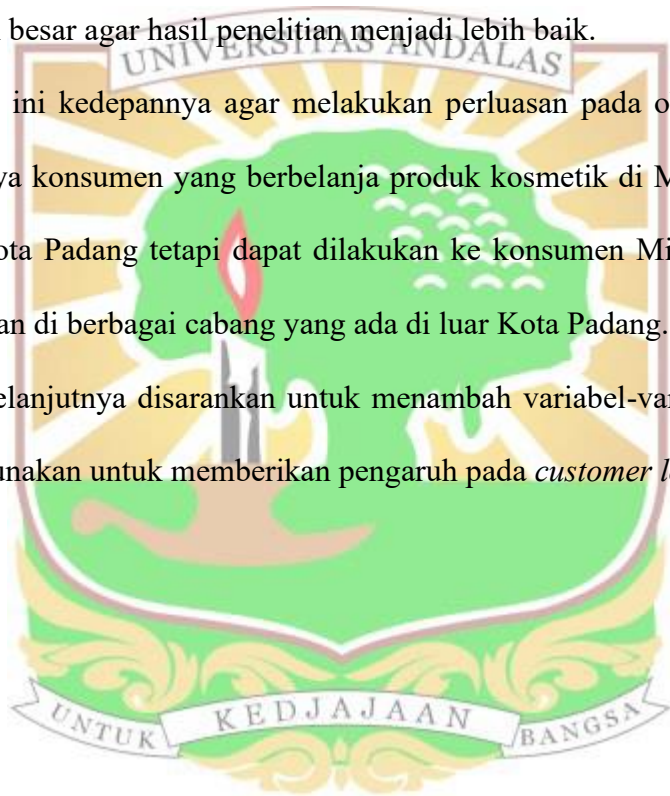 besar agar hasil penelitian menjadi lebih baik.
UNIVERSITAS ANDALAS
ini kedepannya agar melakukan perluasan pada o
ya konsumen yang berbelanja produk kosmetik di M
ota Padang tetapi dapat dilakukan ke konsumen Mi
an di berbagai cabang yang ada di luar Kota Padang.
elanjutnya disarankan untuk menambah variabel-var
unakan untuk memberikan pengaruh pada customer l
UNTUK KEDJAJAAN BANGSA